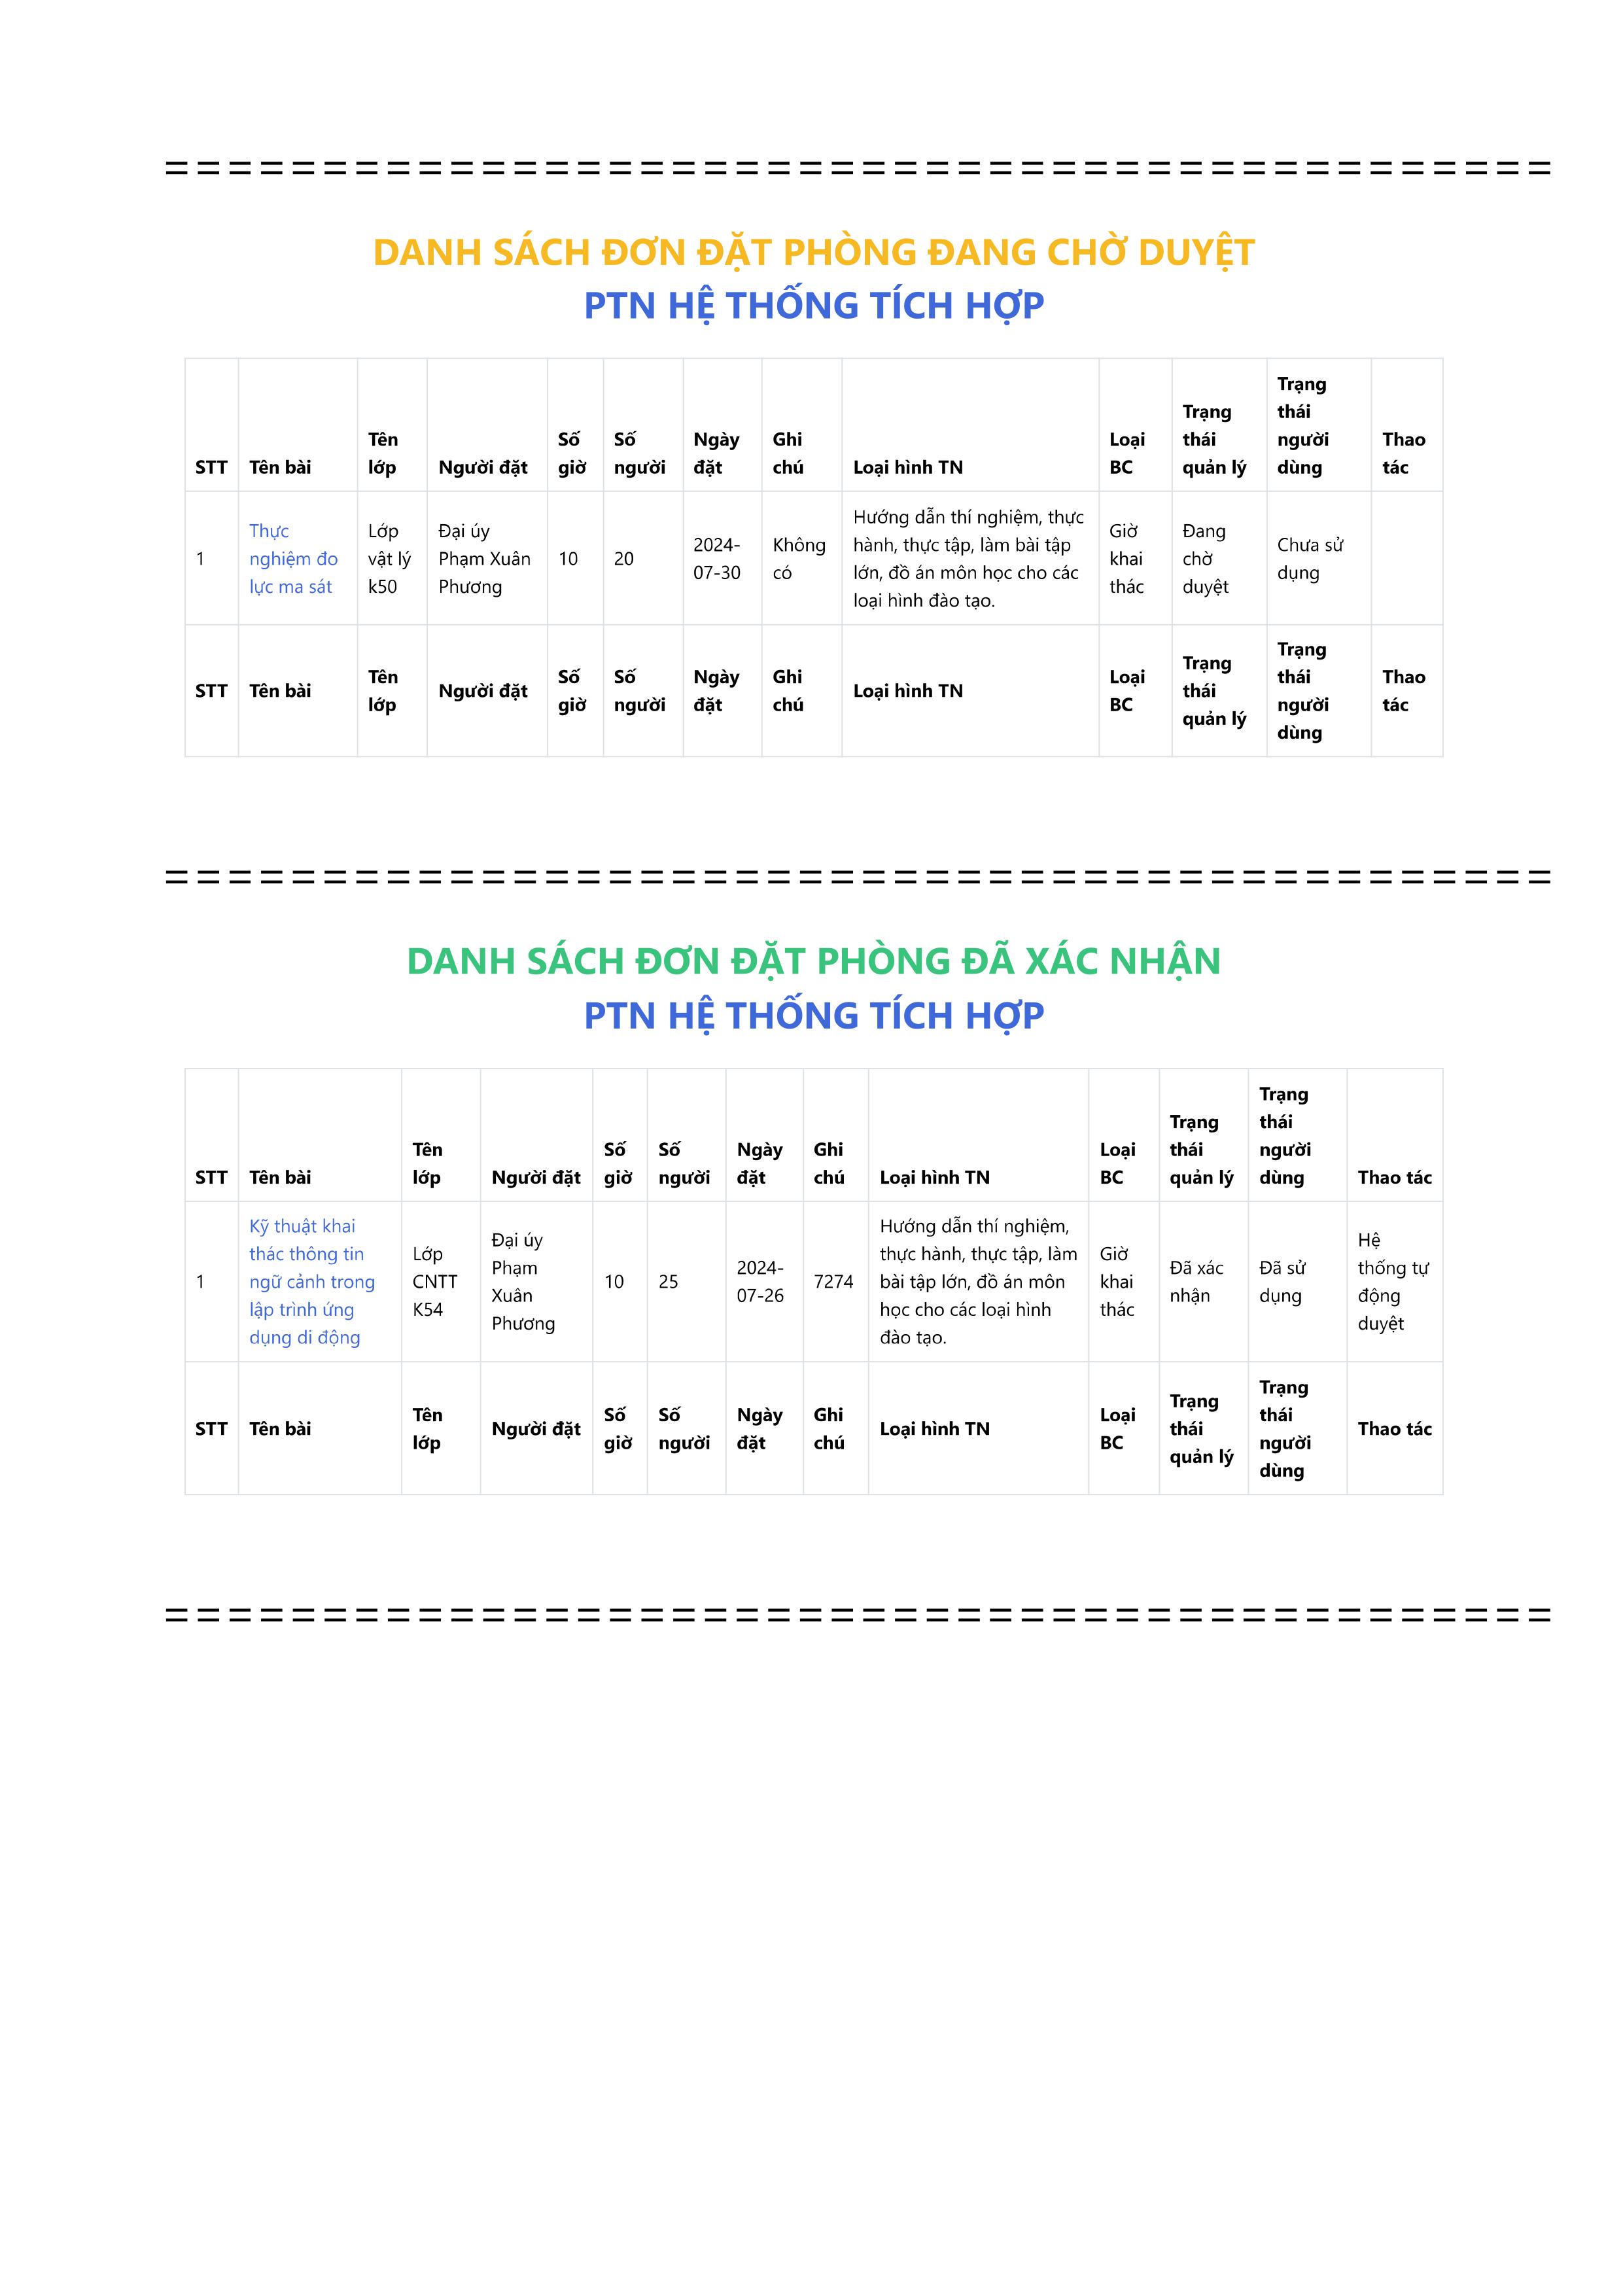 ============================================
DANH SÁCH ĐƠN ĐẶT PHÒNG ĐANG CHỜ DUYỆT
PTN HỆ THỐNG TÍCH HỢP
STT Tên bài Tên lớp Người đặt Số giờ Số người Ngày đặt Ghi chú Loại hình TN Loại BC Trạng thái quản lý Trạng thái người dùng Thao tác
1 Thực nghiệm đo lực ma sát Lớp vật lý k50 Đại úy Phạm Xuân Phương 10 20 2024-07-30 Không có Hướng dẫn thí nghiệm, thực hành, thực tập, làm bài tập lớn, đồ án môn học cho các loại hình đào tạo. Giờ khai thác Đang chờ duyệt Chưa sử dụng
STT Tên bài Tên lớp Người đặt Số giờ Số người Ngày đặt Ghi chú Loại hình TN Loại BC Trạng thái quản lý Trạng thái người dùng Thao tác
============================================
DANH SÁCH ĐƠN ĐẶT PHÒNG ĐÃ XÁC NHẬN
PTN HỆ THỐNG TÍCH HỢP
STT Tên bài Tên lớp Người đặt Số giờ Số người Ngày đặt Ghi chú Loại hình TN Loại BC Trạng thái quản lý Trạng thái người dùng Thao tác
1 Kỹ thuật khai thác thông tin ngữ cảnh trong lập trình ứng dụng di động Lớp CNTT K54 Đại úy Phạm Xuân Phương 10 25 2024-07-26 7274 Hướng dẫn thí nghiệm, thực hành, thực tập, làm bài tập lớn, đồ án môn học cho các loại hình đào tạo. Giờ khai thác Đã xác nhận Đã sử dụng Hệ thống tự động duyệt
STT Tên bài Tên lớp Người đặt Số giờ Số người Ngày đặt Ghi chú Loại hình TN Loại BC Trạng thái quản lý Trạng thái người dùng Thao tác
============================================